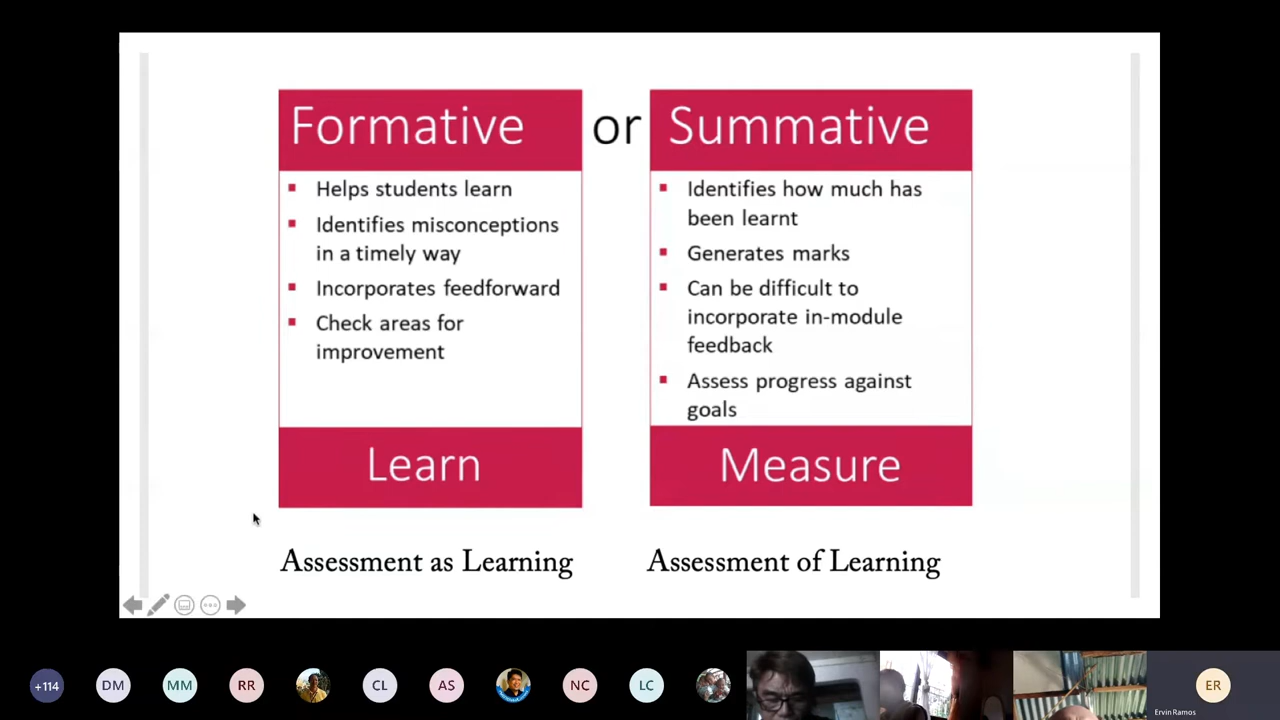 Formative or Summative
Helps students learn
Identifies misconceptions
in a timely way
Incorporates feedforward
Check areas for
improvement
Learn
Identifies how much has
been learnt
Generates marks
Can be difficult to
incorporate in-module
feedback
Assess progress against
goals
Measure
Assessment as Learning
Assessment of Learning
+114
DM
MM
RR
CL
AS
NC
LC
ER
Ervin Ramos